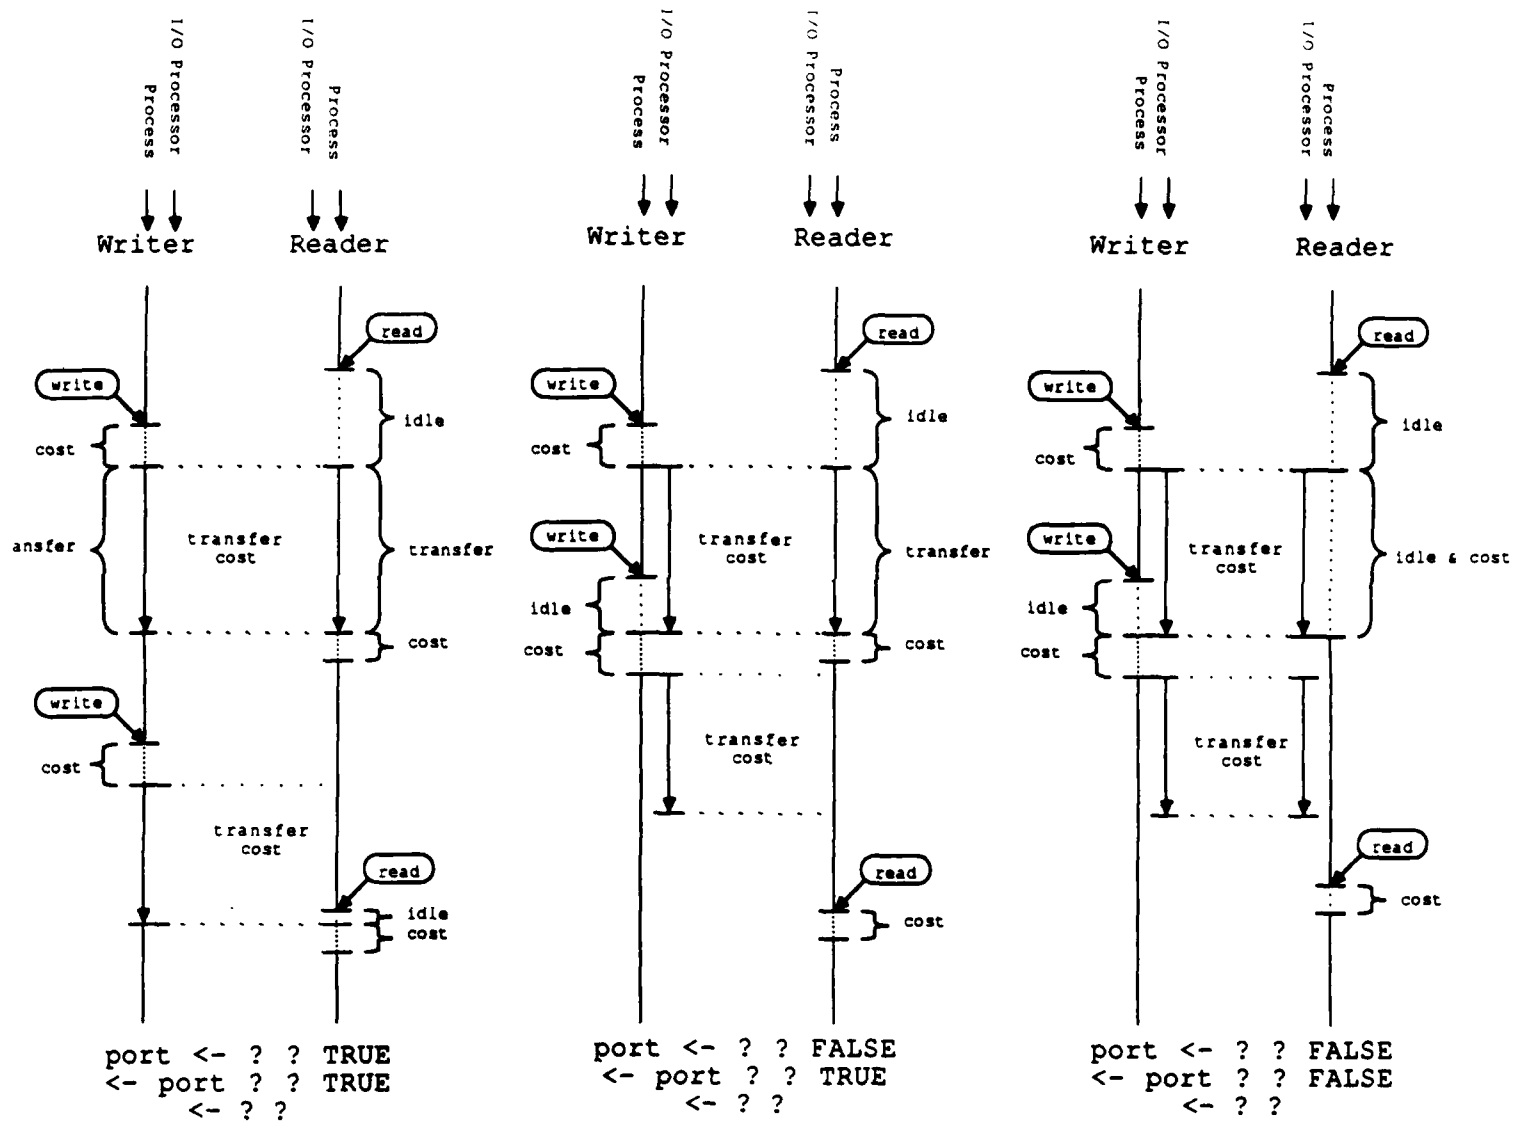 Process
I/O Processor
I/O Processor
Process
Writer
Reader
read
write
idle
cost
ansfer
transfer
cost
transfer
cost
write
cost
transfer
cost
read
idle
cost
port <- ? ? TRUE
<- port ? ? TRUE
<- ? ?
Process
I/O Processor
I/O Processor
Process
Writer
Reader
read
write
idle
cost
write
transfer
cost
transfer
idle
cost
cost
transfer
cost
read
cost
port <- ? ? FALSE
<- port ? ? TRUE
<- ? ?
Process
I/O Processor
I/O Processor
Process
Writer
Reader
read
write
idle
cost
write
transfer
cost
idle & cost
idle
cost
transfer
cost
read
cost
port <- ? ? FALSE
<- port ? ? FALSE
<- ? ?